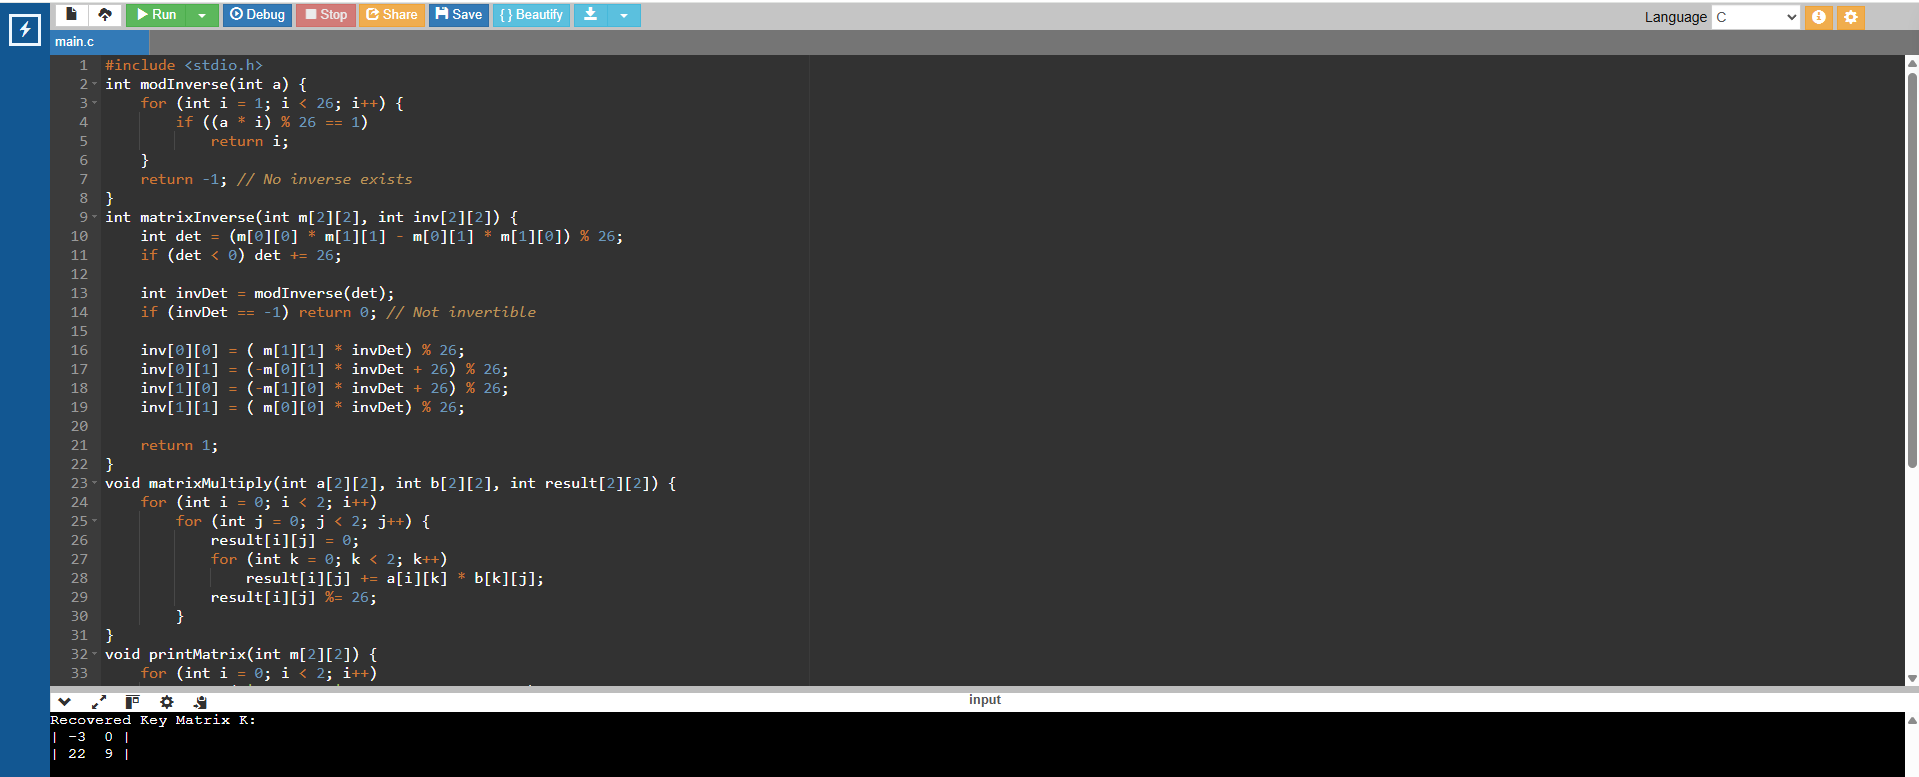 Run Debug Stop Share Save { } Beautify Language C
main.c
1 #include <stdio.h>
2 int modInverse(int a) {
3     for (int i = 1; i < 26; i++) {
4         if ((a * i) % 26 == 1)
5             return i;
6     }
7     return -1; // No inverse exists
8 }
9 int matrixInverse(int m[2][2], int inv[2][2]) {
10     int det = (m[0][0] * m[1][1] - m[0][1] * m[1][0]) % 26;
11     if (det < 0) det += 26;
12
13     int invDet = modInverse(det);
14     if (invDet == -1) return 0; // Not invertible
15
16     inv[0][0] = ( m[1][1] * invDet) % 26;
17     inv[0][1] = (-m[0][1] * invDet + 26) % 26;
18     inv[1][0] = (-m[1][0] * invDet + 26) % 26;
19     inv[1][1] = ( m[0][0] * invDet) % 26;
20
21     return 1;
22 }
23 void matrixMultiply(int a[2][2], int b[2][2], int result[2][2]) {
24     for (int i = 0; i < 2; i++)
25         for (int j = 0; j < 2; j++) {
26             result[i][j] = 0;
27             for (int k = 0; k < 2; k++)
28                 result[i][j] += a[i][k] * b[k][j];
29             result[i][j] %= 26;
30         }
31 }
32 void printMatrix(int m[2][2]) {
33     for (int i = 0; i < 2; i++)
input
Recovered Key Matrix K:
| -3  0 |
| 22  9 |